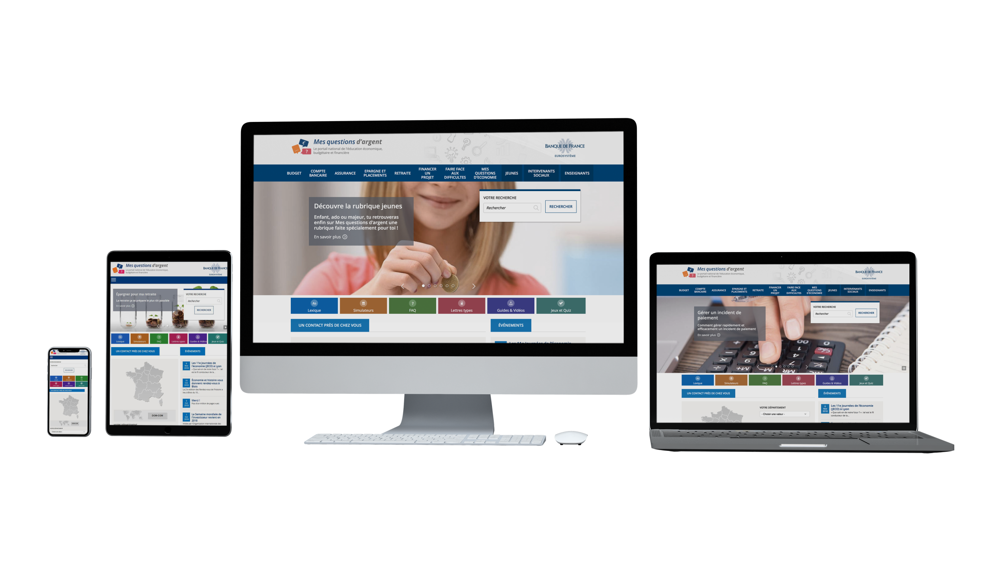 Mes questions d'argent
Le portail national de l'éducation économique,
budgétaire et financière
BANQUE DE FRANCE
EUROSYSTÈME
BUDGET
COMPTE
BANCAIRE
ASSURANCE
EPARGNE ET
PLACEMENTS
RETRAITE
FINANCER
UN
PROJET
FAIRE FACE
AUX
DIFFICULTES
MES
QUESTIONS
D'ECONOMIE
JEUNES
INTERVENANTS
SOCIAUX
ENSEIGNANTS
Découvre la rubrique jeunes
Enfant, ado ou majeur, tu retrouveras
enfin sur Mes questions d'argent une
rubrique faite spécialement pour toi !
En savoir plus
VOTRE RECHERCHE
Rechercher
RECHERCHER
Lexique
Simulateurs
FAQ
Lettres types
Guides & Vidéos
Jeux et Quiz
UN CONTACT PRÈS DE CHEZ VOUS
ÉVÉNEMENTS
Mes questions d'argent
Le portail national de l'éducation économique,
budgétaire et financière
BANQUE DE FRANCE
EUROSYSTÈME
Épargner pour ma retraite
La retraite ça se prépare le plus tôt possible
En savoir plus
VOTRE RECHERCHE
Rechercher
RECHERCHER
Lexique
Simulateurs
FAQ
Lettres types
Guides & Vidéos
Jeux et Quiz
UN CONTACT PRÈS DE CHEZ VOUS
ÉVÉNEMENTS
6
Nov
2018
Les 11e Journées de
l'économie (JECO) à Lyon
« Que sait-on de notre futur ? » : tel
est le fil conducteur de la...
10
Oct
2018
Économie et histoire vous
donnent rendez-vous à
Blois
La 21e édition des Rendez-vous de l'histoire a
lieu à Blois du 10...
Oct
2018
Merci !
Plus d'un million de pages vues
1
Oct
2018
La Semaine mondiale de
l'investisseur revient en
2018
Initiée par l'Organisation internationale des
DOM-COM
VOTRE DÉPARTEMENT
Mes questions d'argent
Le portail national de l'éducation économique,
budgétaire et financière
BANQUE DE FRANCE
EUROSYSTÈME
BUDGET
COMPTE
BANCAIRE
ASSURANCE
EPARGNE ET
PLACEMENTS
RETRAITE
FINANCER
UN
PROJET
FAIRE FACE
AUX
DIFFICULTES
MES
QUESTIONS
D'ECONOMIE
JEUNES
INTERVENANTS
SOCIAUX
ENSEIGNANTS
Gérer un incident de
paiement
Comment gérer rapidement et
efficacement un incident de paiement
En savoir plus
VOTRE RECHERCHE
Rechercher
RECHERCHER
Lexique
Simulateurs
FAQ
Lettres types
Guides & Vidéos
Jeux et Quiz
UN CONTACT PRÈS DE CHEZ VOUS
ÉVÉNEMENTS
VOTRE DÉPARTEMENT
- Choisir une valeur -
6
Nov
2018
Les 11e Journées de l'économie
(JECO) à Lyon
« Que sait-on de notre futur ? » : tel est le fil
conducteur de la...